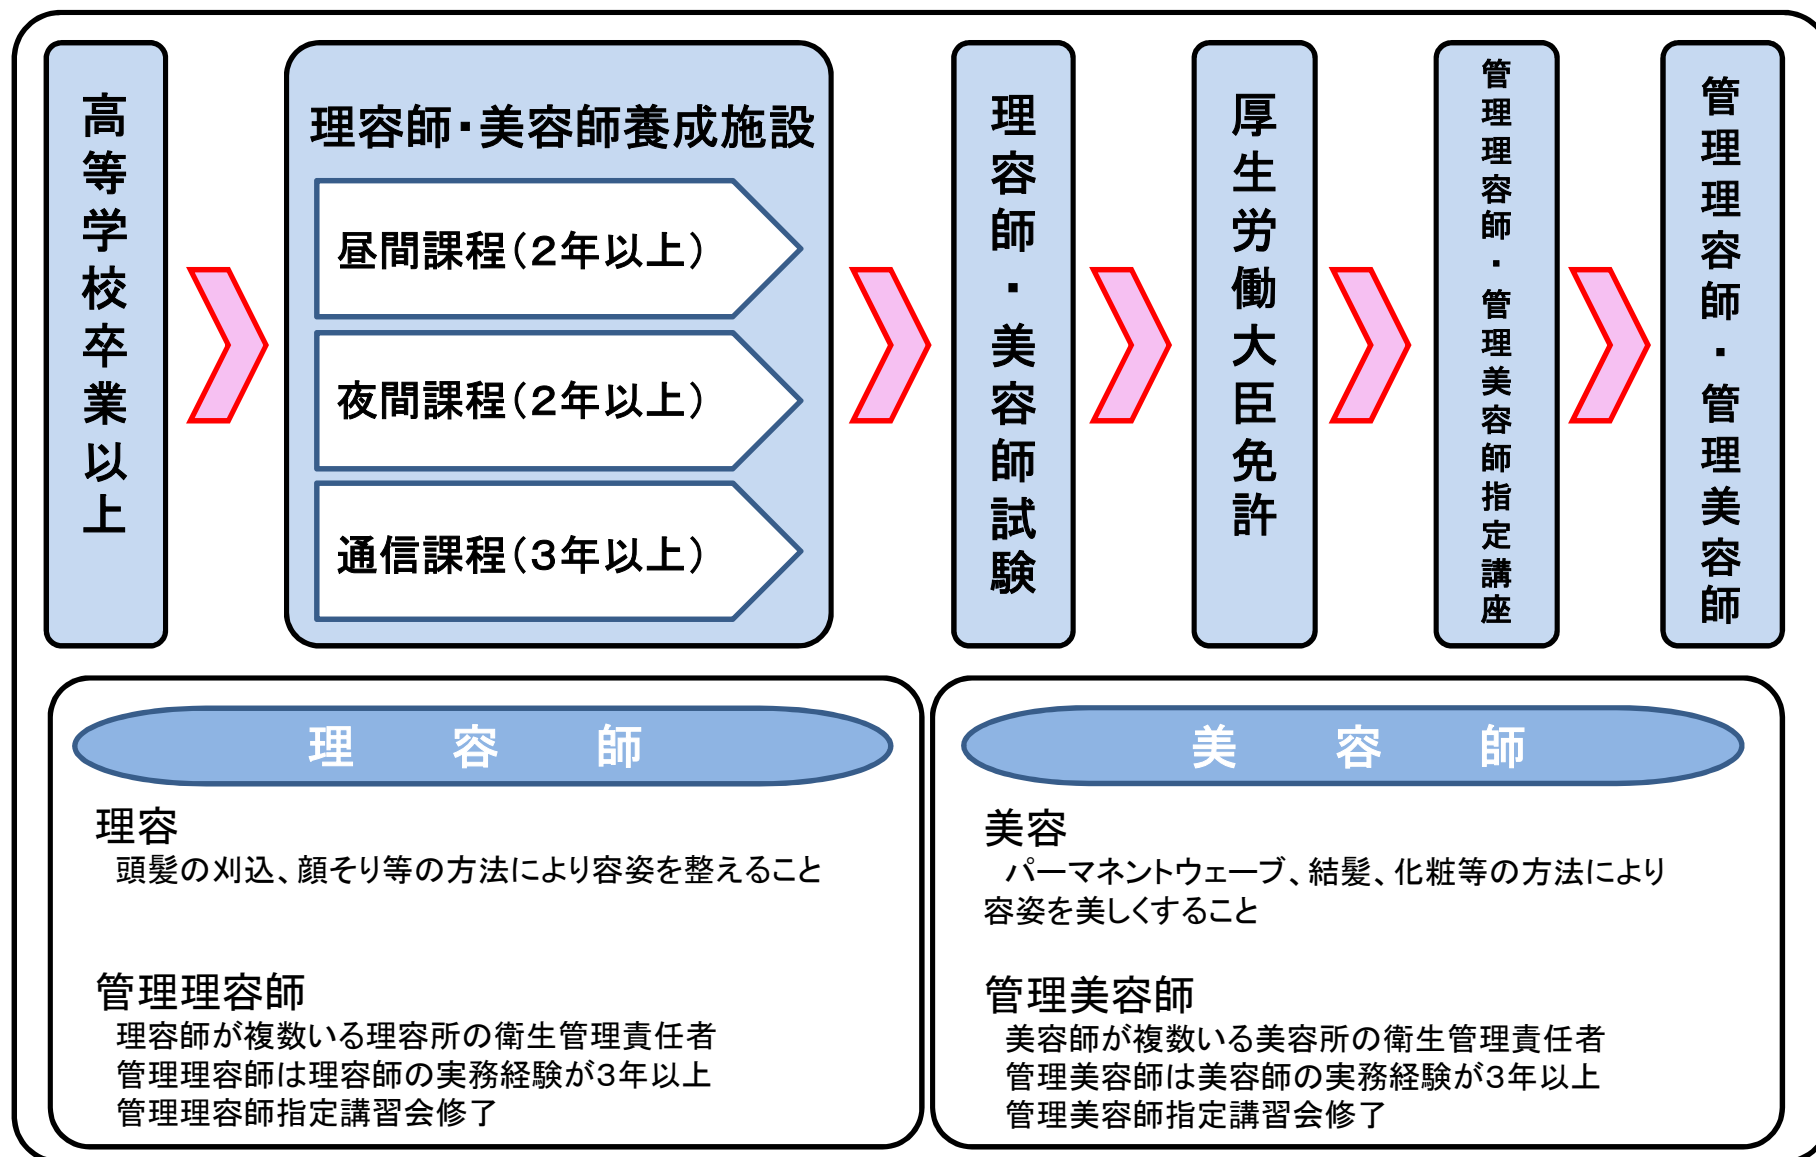 高等学校卒業以上
理容師・美容師養成施設
昼間課程（２年以上）
夜間課程（２年以上）
通信課程（３年以上）
理容師・美容師試験
厚生労働大臣免許
管理理容師・管理美容師指定講座
管理理容師・管理美容師
理　容　師
理容
頭髪の刈込、顔そり等の方法により容姿を整えること
管理理容師
理容師が複数いる理容所の衛生管理責任者
管理理容師は理容師の実務経験が３年以上
管理理容師指定講習会修了
美　容　師
美容
パーマネントウェーブ、結髪、化粧等の方法により
容姿を美しくすること
管理美容師
美容師が複数いる美容所の衛生管理責任者
管理美容師は美容師の実務経験が３年以上
管理美容師指定講習会修了